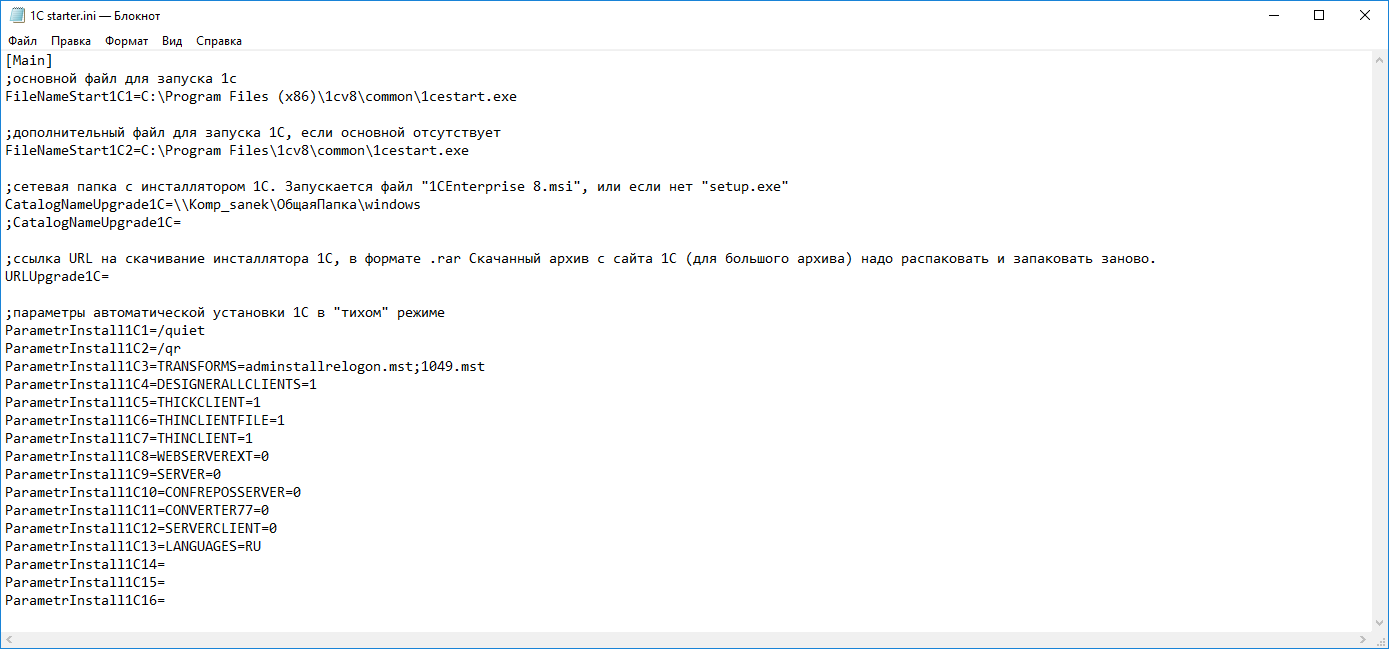 1C starter.ini — Блокнот
Файл Правка Формат Вид Справка
[Main]
;основной файл для запуска 1с
FileNameStart1C1=C:\Program Files (x86)\1cv8\common\1cestart.exe
;дополнительный файл для запуска 1С, если основной отсутствует
FileNameStart1C2=C:\Program Files\1cv8\common\1cestart.exe
;сетевая папка с инсталлятором 1С. Запускается файл "1CEnterprise 8.msi", или если нет "setup.exe"
CatalogNameUpgrade1C=\\Komp_sanek\ОбщаяПапка\windows
;CatalogNameUpgrade1C=
;ссылка URL на скачивание инсталлятора 1С, в формате .rar Скачанный архив с сайта 1С (для большого архива) надо распаковать и запаковать заново.
URLUpgrade1C=
;параметры автоматической установки 1С в "тихом" режиме
ParametrInstall1C1=/quiet
ParametrInstall1C2=/qr
ParametrInstall1C3=TRANSFORMS=adminstallrelogon.mst;1049.mst
ParametrInstall1C4=DESIGNERALLCLIENTS=1
ParametrInstall1C5=THICKCLIENT=1
ParametrInstall1C6=THINCLIENTFILE=1
ParametrInstall1C7=THINCLIENT=1
ParametrInstall1C8=WEBSERVEREXT=0
ParametrInstall1C9=SERVER=0
ParametrInstall1C10=CONFREPOSSERVER=0
ParametrInstall1C11=CONVERTER77=0
ParametrInstall1C12=SERVERCLIENT=0
ParametrInstall1C13=LANGUAGES=RU
ParametrInstall1C14=
ParametrInstall1C15=
ParametrInstall1C16=